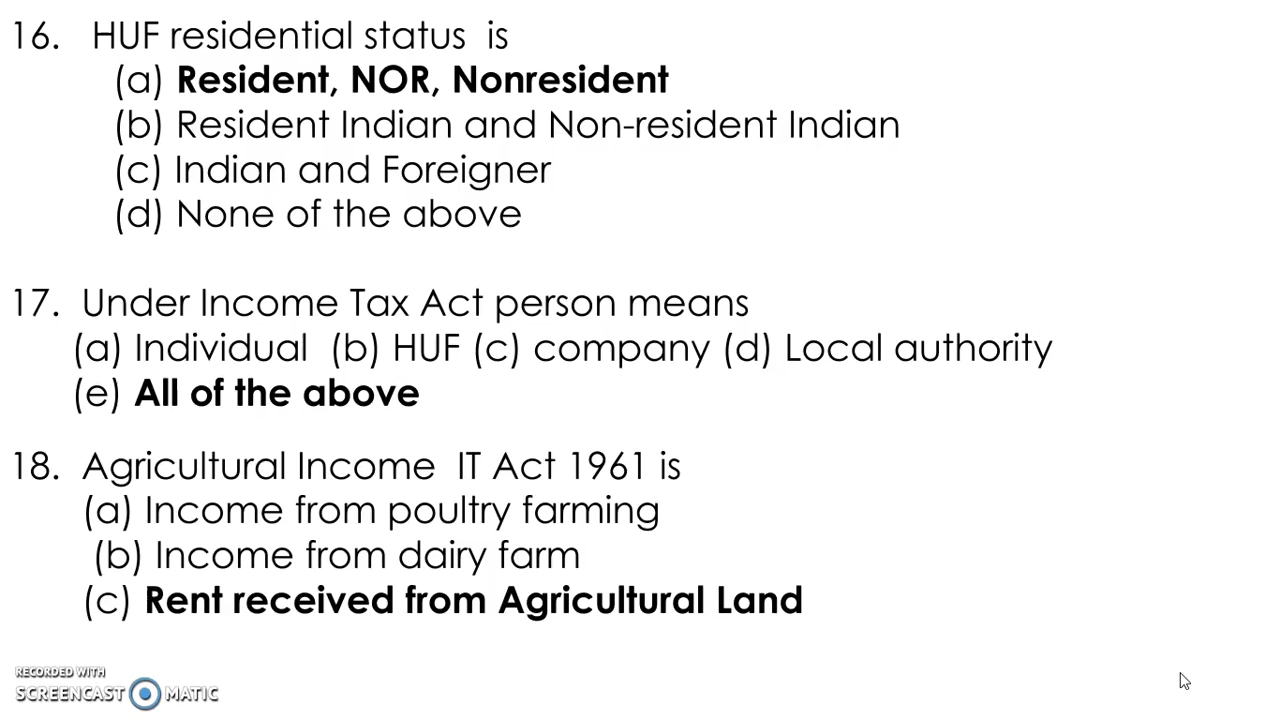 16. HUF residential status is
(a) Resident, NOR, Nonresident
(b) Resident Indian and Non-resident Indian
(c) Indian and Foreigner
(d) None of the above
17. Under Income Tax Act person means
(a) Individual (b) HUF (c) company (d) Local authority
(e) All of the above
18. Agricultural Income IT Act 1961 is
(a) Income from poultry farming
(b) Income from dairy farm
(c) Rent received from Agricultural Land
RECORDED WITH
SCREENCAST MATIC